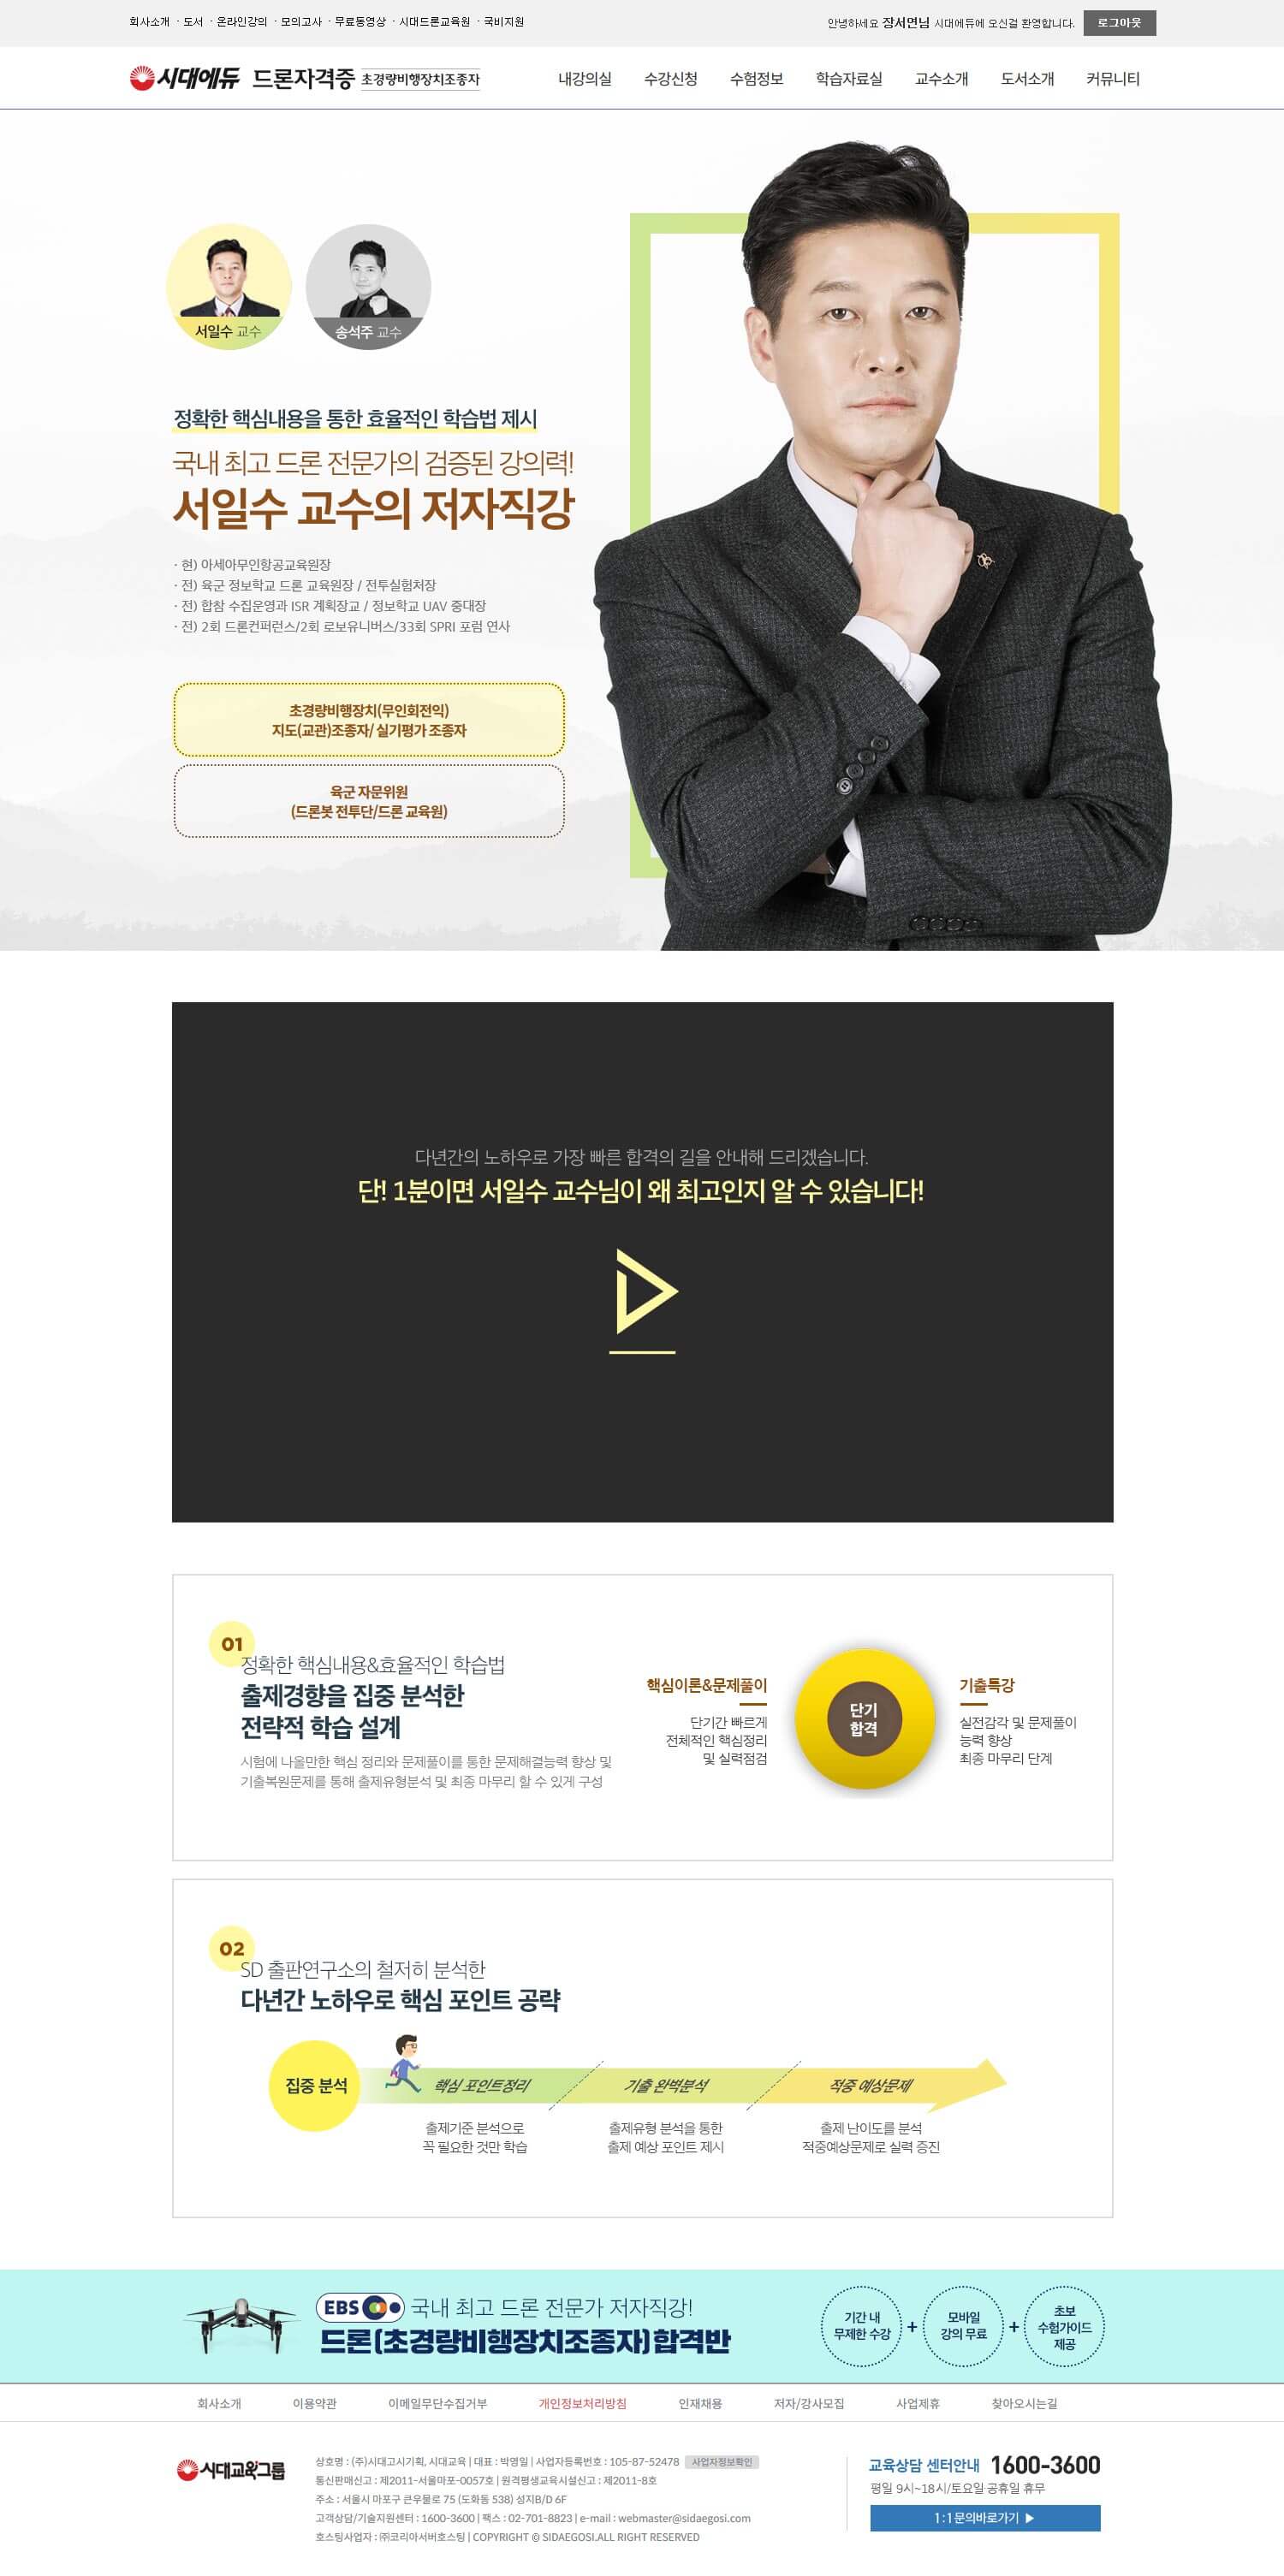 회사소개 · 도서 · 온라인강의 · 모의고사 · 무료동영상 · 시대드론교육원 · 국비지원
안녕하세요 장서연님 시대에듀에 오신걸 환영합니다. 로그아웃
시대에듀 드론자격증 초경량비행장치조종자
내강의실 수강신청 수험정보 학습자료실 교수소개 도서소개 커뮤니티
서일수 교수
송석주 교수
정확한 핵심내용을 통한 효율적인 학습법 제시
국내 최고 드론 전문가의 검증된 강의력!
서일수 교수의 저자직강
· 현) 아세아무인항공교육원장
· 전) 육군 정보학교 드론 교육원장 / 전투실험처장
· 전) 합참 수집운영과 ISR 계획장교 / 정보학교 UAV 중대장
· 전) 2회 드론컨퍼런스/2회 로보유니버스/33회 SPRI 포럼 연사
초경량비행장치(무인회전익)
지도(교관)조종자/ 실기평가 조종자
육군 자문위원
(드론봇 전투단/드론 교육원)
다년간의 노하우로 가장 빠른 합격의 길을 안내해 드리겠습니다.
단! 1분이면 서일수 교수님이 왜 최고인지 알 수 있습니다!
01
정확한 핵심내용&효율적인 학습법
출제경향을 집중 분석한
전략적 학습 설계
시험에 나올만한 핵심 정리와 문제풀이를 통한 문제해결능력 향상 및
기출복원문제를 통해 출제유형분석 및 최종 마무리 할 수 있게 구성
핵심이론&문제풀이
단기간 빠르게
전체적인 핵심정리
및 실력점검
단기
합격
기출특강
실전감각 및 문제풀이
능력 향상
최종 마무리 단계
02
SD 출판연구소의 철저히 분석한
다년간 노하우로 핵심 포인트 공략
집중 분석
핵심 포인트정리
기출 완벽분석
적중 예상문제
출제기준 분석으로
꼭 필요한 것만 학습
출제유형 분석을 통한
출제 예상 포인트 제시
출제 난이도를 분석
적중예상문제로 실력 증진
EBS 국내 최고 드론 전문가 저자직강!
드론(초경량비행장치조종자)합격반
기간 내
무제한 수강
+
모바일
강의 무료
+
초보
수험가이드
제공
회사소개 이용약관 이메일무단수집거부 개인정보처리방침 인재채용 저자/강사모집 사업제휴 찾아오시는길
시대교육그룹
상호명 : (주)시대고시기획, 시대교육 | 대표 : 박영일 | 사업자등록번호 : 105-87-52478 사업자정보확인
통신판매신고 : 제2011-서울마포-0057호 | 원격평생교육시설신고 : 제2011-8호
주소 : 서울시 마포구 큰우물로 75 (도화동 538) 성지B/D 6F
고객상담/기술지원센터 : 1600-3600 | 팩스 : 02-701-8823 | e-mail : webmaster@sidaegosi.com
호스팅사업자 : ㈜코리아서버호스팅 | COPYRIGHT © SIDAEGOSI.ALL RIGHT RESERVED
교육상담 센터안내 1600-3600
평일 9시~18시/토요일 공휴일 휴무
1:1문의바로가기 ▶